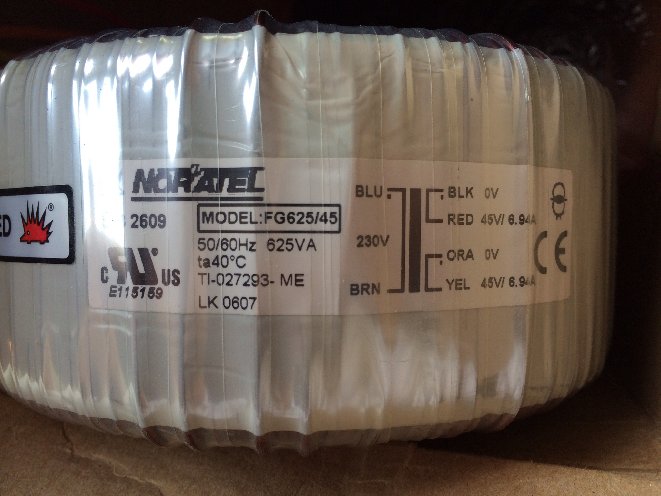 NORATEL
ED
2609
MODEL:FG625/45
50/60Hz 625VA
ta40°C
TI-027293- ME
LK 0607
C UR US
E115159
BLU
230V
BRN
BLK 0V
RED 45V/ 6.94A
ORA 0V
YEL 45V/ 6.94A
CE